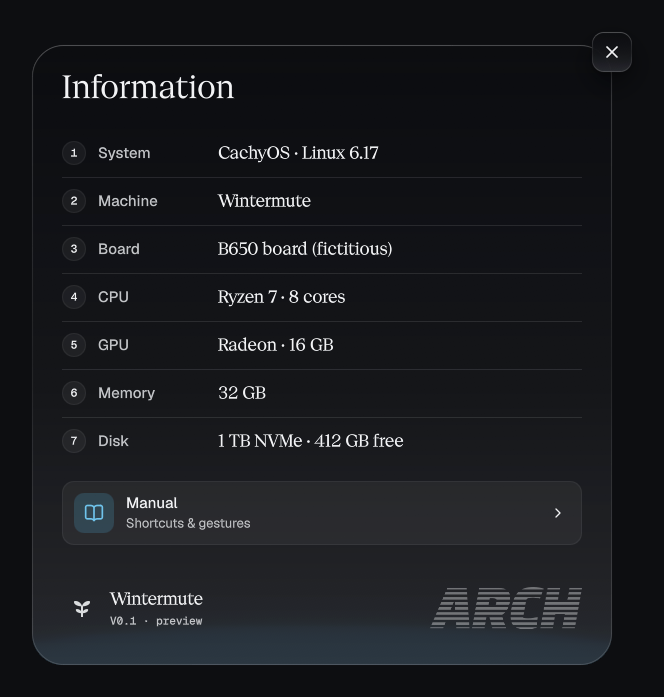 Information
1 System CachyOS · Linux 6.17
2 Machine Wintermute
3 Board B650 board (fictitious)
4 CPU Ryzen 7 · 8 cores
5 GPU Radeon · 16 GB
6 Memory 32 GB
7 Disk 1 TB NVMe · 412 GB free
Manual
Shortcuts & gestures
Wintermute
V0.1 · preview
ARCH